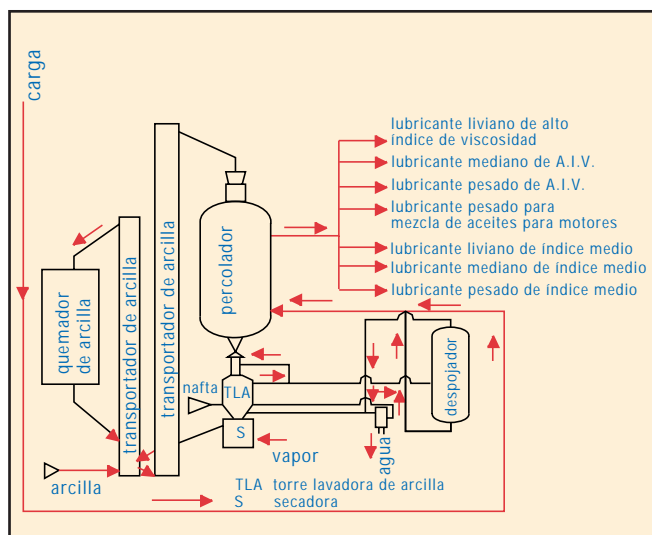 carga
lubricante liviano de alto
índice de viscosidad
lubricante mediano de A.I.V.
lubricante pesado de A.I.V.
lubricante pesado para
mezcla de aceites para motores
lubricante liviano de índice medio
lubricante mediano de índice medio
lubricante pesado de índice medio
quemador
de arcilla
transportador de arcilla
transportador de arcilla
percolador
despojador
nafta
TLA
S
vapor
agua
arcilla
TLA torre lavadora de arcilla
S secadora